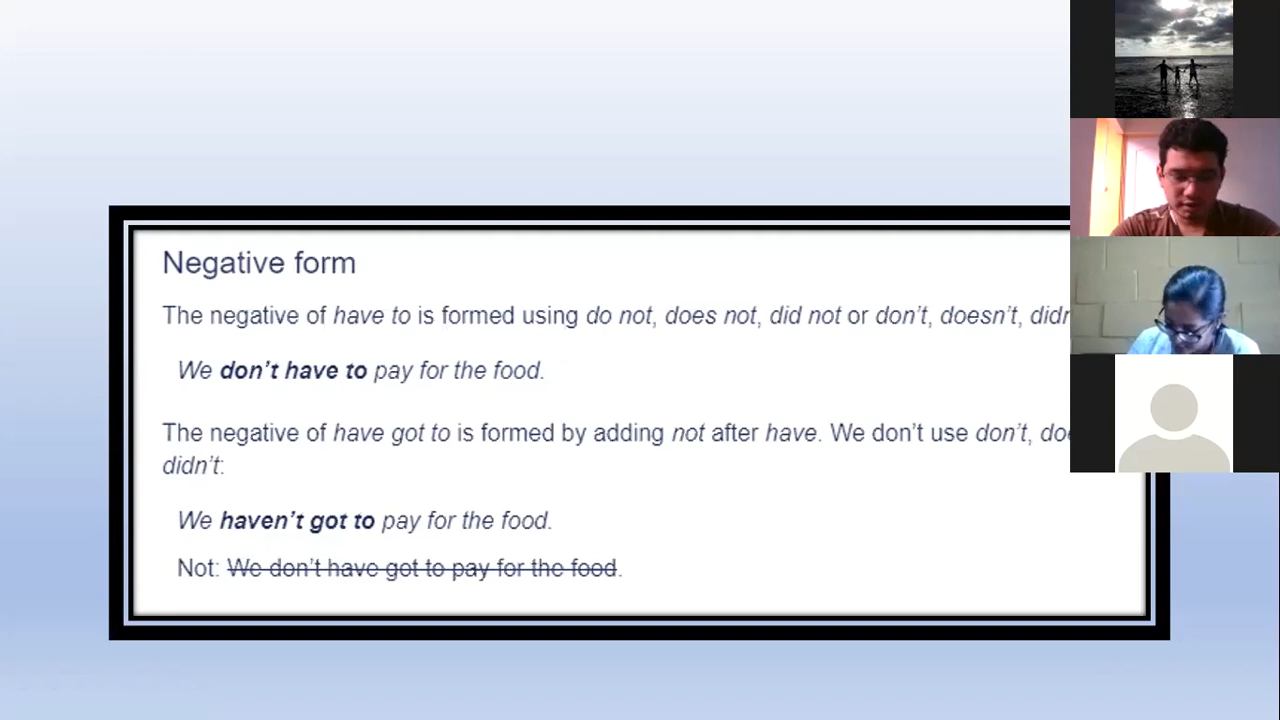 Negative form
The negative of have to is formed using do not, does not, did not or don't, doesn't,
We don't have to pay for the food.
The negative of have got to is formed by adding not after have. We don't use don't,
didn't:
We haven't got to pay for the food.
Not: We don't have got to pay for the food.